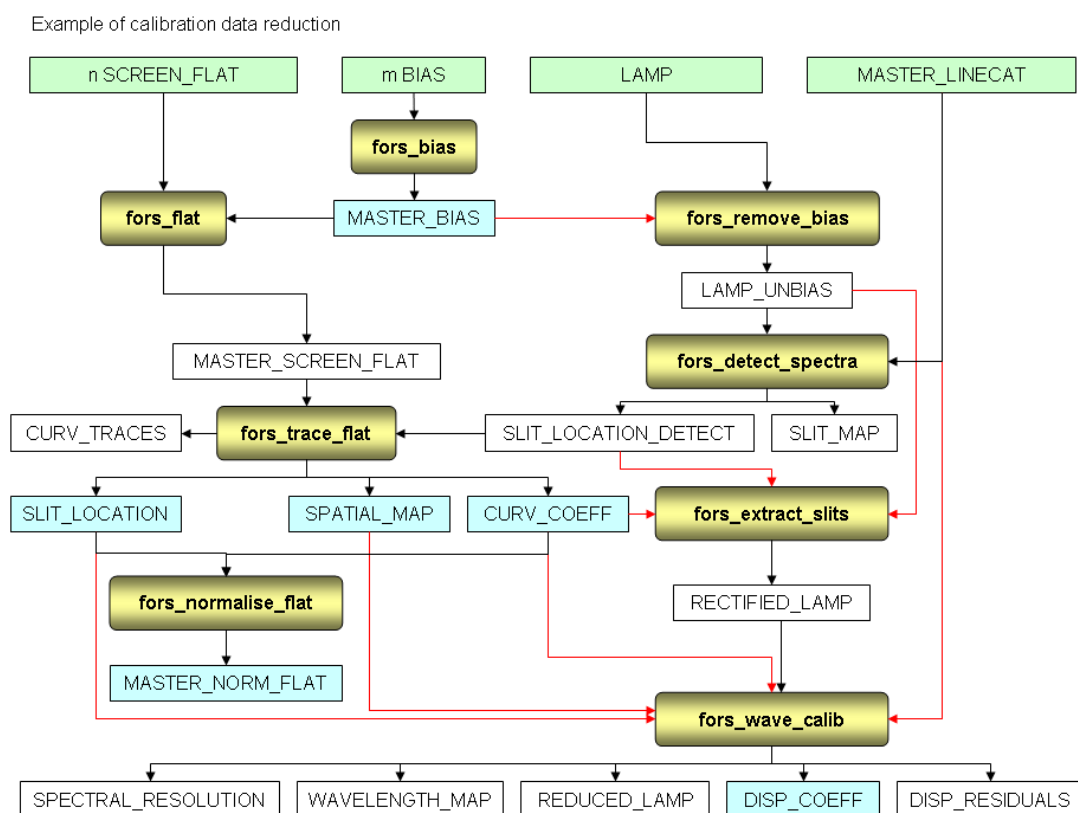 Example of calibration data reduction
n SCREEN_FLAT
m BIAS
LAMP
MASTER_LINECAT
fors_bias
fors_flat
MASTER_BIAS
fors_remove_bias
LAMP_UNBIAS
MASTER_SCREEN_FLAT
fors_detect_spectra
CURV_TRACES
fors_trace_flat
SLIT_LOCATION_DETECT
SLIT_MAP
SLIT_LOCATION
SPATIAL_MAP
CURV_COEFF
fors_extract_slits
fors_normalise_flat
RECTIFIED_LAMP
MASTER_NORM_FLAT
fors_wave_calib
SPECTRAL_RESOLUTION
WAVELENGTH_MAP
REDUCED_LAMP
DISP_COEFF
DISP_RESIDUALS